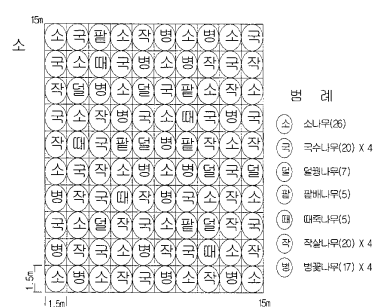 15m
소 국 팥 소 작 병 소 병 소 국
소
국 소 때 국 병 소 병 작 국 작
작 덜 병 소 덜 국 팥 소 작 소
국 소 작 병 국 소 때 국 병 국
작 때 국 팥 덜 병 팥 작 소 작
소 국 작 소 병 소 병 덜 국 덜
병 작 국 때 작 병 소 작 병 소
국 소 덜 작 국 소 팥 덜 작 국
병 작 국 소 작 병 국 때 소 작
소 병 소 작 국 병 소 작 병 소
1.5m
1.5m
15m
범 례
소 소나무(26)
국 국수나무(20) X 4
덜 덜꿩나무(7)
팥 팥배나무(5)
때 때죽나무(5)
작 작살나무(20) X 4
병 병꽃나무(17) X 4